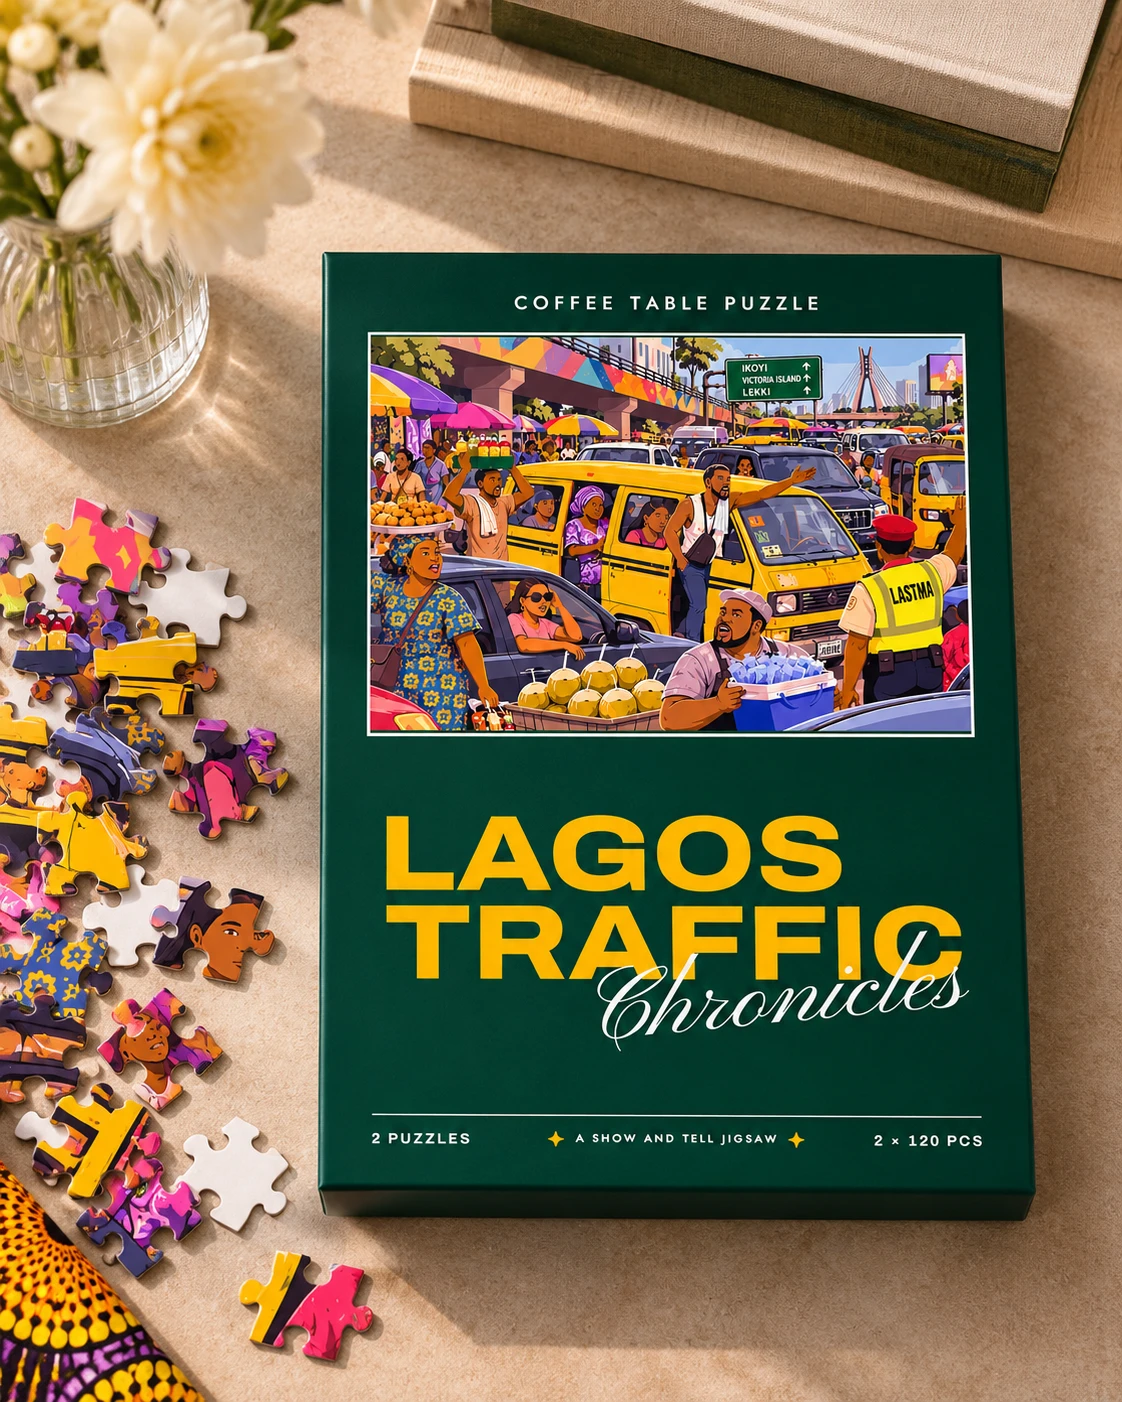 COFFEE TABLE PUZZLE
IKOYI
VICTORIA ISLAND
LEKKI
LASTMA
LAGOS
TRAFFIC
Chronicles
2 PUZZLES
A SHOW AND TELL JIGSAW
2 × 120 PCS